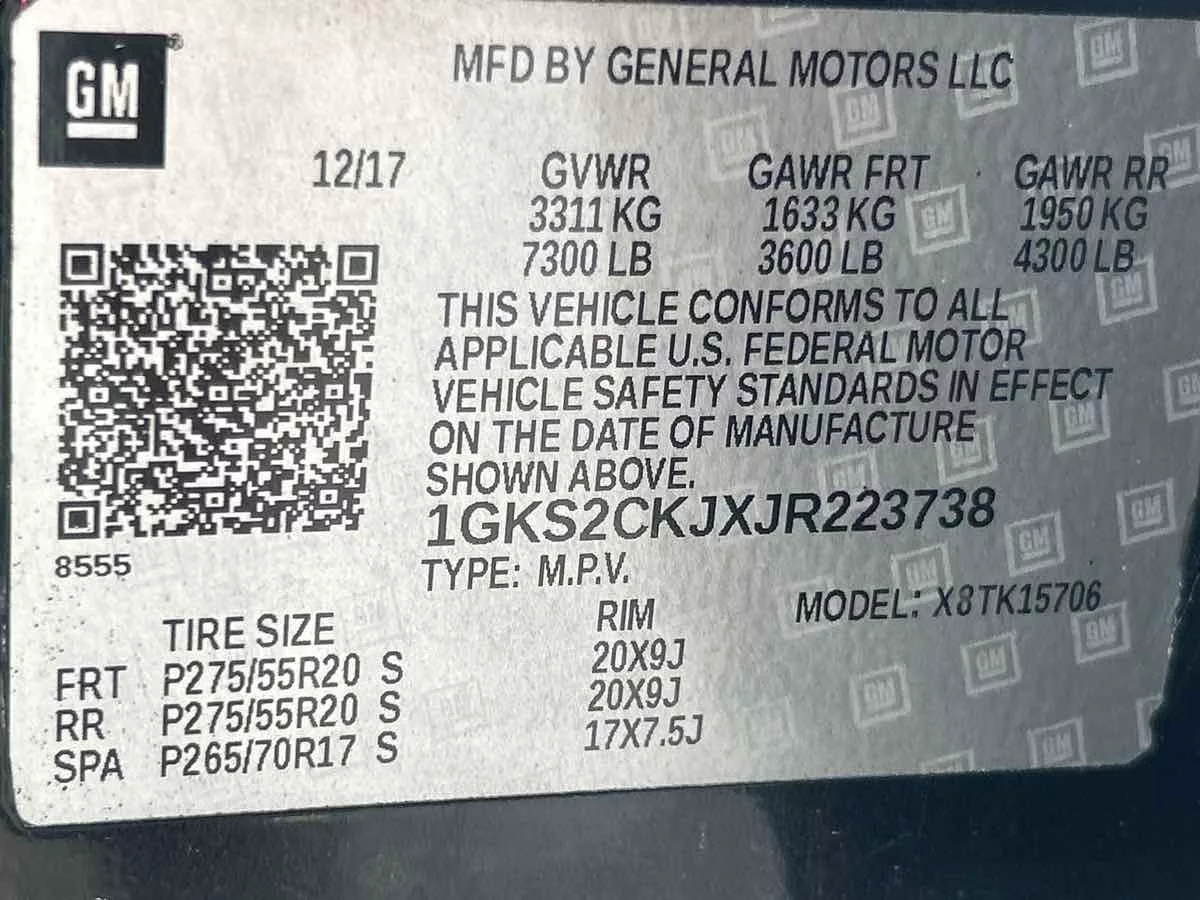 GM
MFD BY GENERAL MOTORS LLC
12/17 GVWR GAWR FRT GAWR RR
3311 KG 1633 KG 1950 KG
7300 LB 3600 LB 4300 LB
THIS VEHICLE CONFORMS TO ALL
APPLICABLE U.S. FEDERAL MOTOR
VEHICLE SAFETY STANDARDS IN EFFECT
ON THE DATE OF MANUFACTURE
SHOWN ABOVE.
1GKS2CKJXJR223738
8555
TYPE: M.P.V. MODEL: X8TK15706
TIRE SIZE RIM
FRT P275/55R20 S 20X9J
RR P275/55R20 S 20X9J
SPA P265/70R17 S 17X7.5J